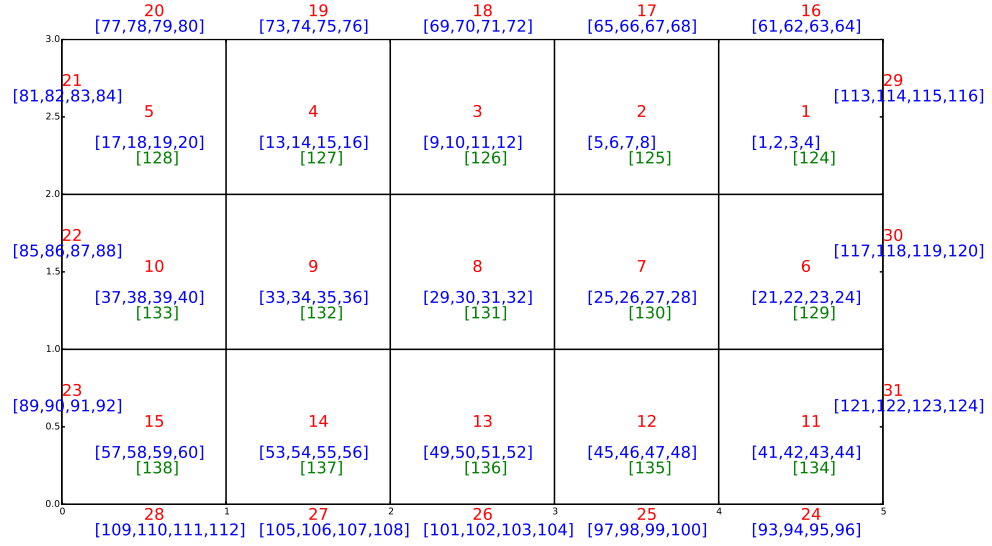 20 19 18 17 16
[77,78,79,80] [73,74,75,76] [69,70,71,72] [65,66,67,68] [61,62,63,64]
3.0
21 29
[81,82,83,84] [113,114,115,116]
2.5 5 4 3 2 1
[17,18,19,20] [13,14,15,16] [9,10,11,12] [5,6,7,8] [1,2,3,4]
[128] [127] [126] [125] [124]
2.0
22 30
[85,86,87,88] [117,118,119,120]
1.5 10 9 8 7 6
[37,38,39,40] [33,34,35,36] [29,30,31,32] [25,26,27,28] [21,22,23,24]
[133] [132] [131] [130] [129]
1.0
23 31
[89,90,91,92] [121,122,123,124]
0.5 15 14 13 12 11
[57,58,59,60] [53,54,55,56] [49,50,51,52] [45,46,47,48] [41,42,43,44]
[138] [137] [136] [135] [134]
0.0
0 1 2 3 4 5
28 27 26 25 24
[109,110,111,112] [105,106,107,108] [101,102,103,104] [97,98,99,100] [93,94,95,96]